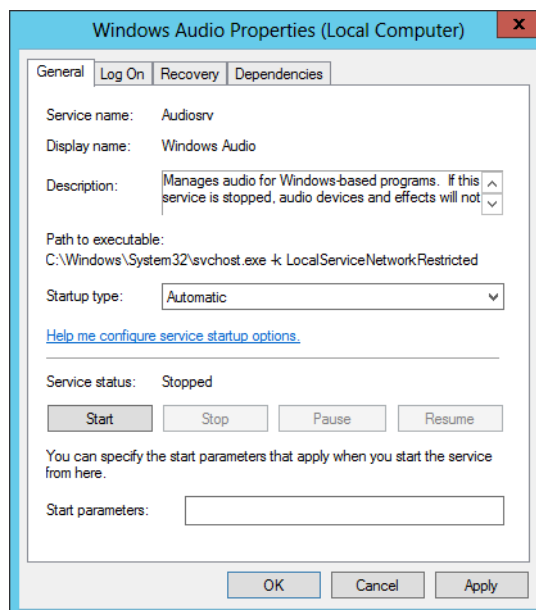 Windows Audio Properties (Local Computer)
x
General Log On Recovery Dependencies
Service name: Audiosrv
Display name: Windows Audio
Description: Manages audio for Windows-based programs. If this
service is stopped, audio devices and effects will not
Path to executable:
C:\Windows\System32\svchost.exe -k LocalServiceNetworkRestricted
Startup type: Automatic
Help me configure service startup options.
Service status: Stopped
Start Stop Pause Resume
You can specify the start parameters that apply when you start the service
from here.
Start parameters:
OK Cancel Apply